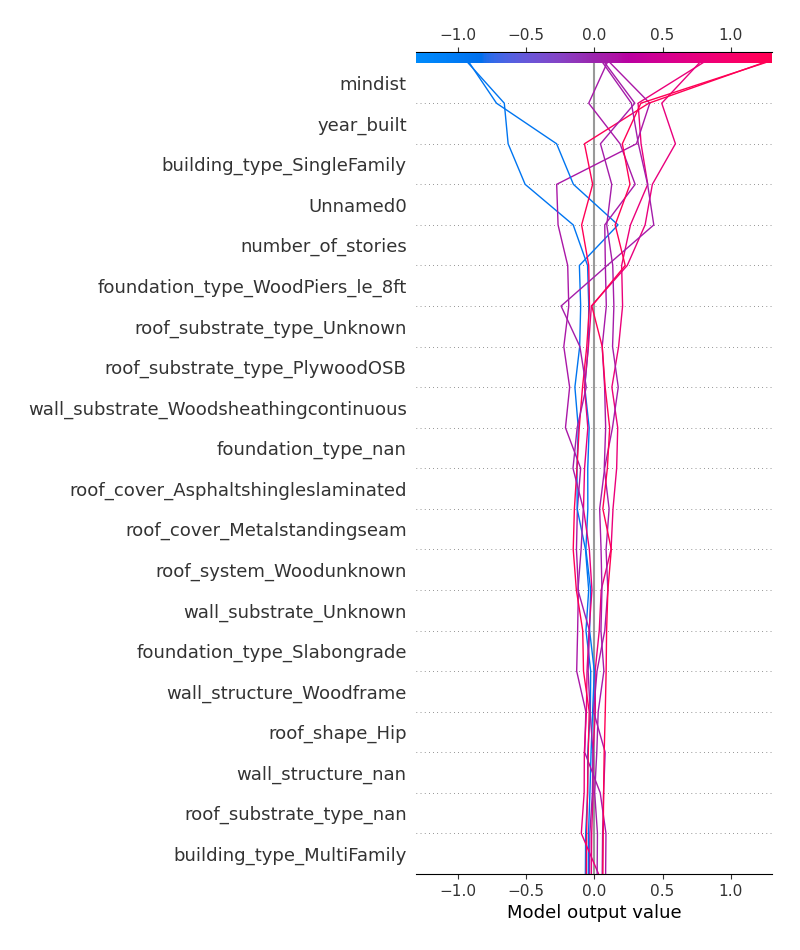 −1.0 −0.5 0.0 0.5 1.0
mindist
year_built
building_type_SingleFamily
Unnamed0
number_of_stories
foundation_type_WoodPiers_le_8ft
roof_substrate_type_Unknown
roof_substrate_type_PlywoodOSB
wall_substrate_Woodsheathingcontinuous
foundation_type_nan
roof_cover_Asphaltshingleslaminated
roof_cover_Metalstandingseam
roof_system_Woodunknown
wall_substrate_Unknown
foundation_type_Slabongrade
wall_structure_Woodframe
roof_shape_Hip
wall_structure_nan
roof_substrate_type_nan
building_type_MultiFamily
−1.0 −0.5 0.0 0.5 1.0
Model output value